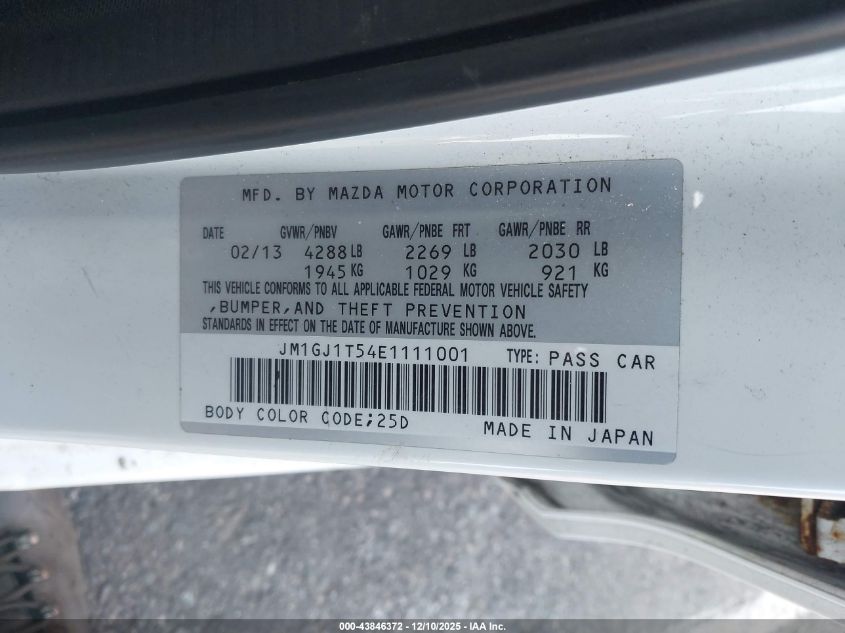 MFD. BY MAZDA MOTOR CORPORATION
DATE GVWR/PNBV GAWR/PNBE FRT GAWR/PNBE RR
02/13 4288 LB 2269 LB 2030 LB
1945 KG 1029 KG 921 KG
THIS VEHICLE CONFORMS TO ALL APPLICABLE FEDERAL MOTOR VEHICLE SAFETY
,BUMPER,AND THEFT PREVENTION
STANDARDS IN EFFECT ON THE DATE OF MANUFACTURE SHOWN ABOVE.
JM1GJ1T54E1111001 TYPE: PASS CAR
BODY COLOR CODE;25D MADE IN JAPAN
000-43846372 - 12/10/2025 - IAA Inc.